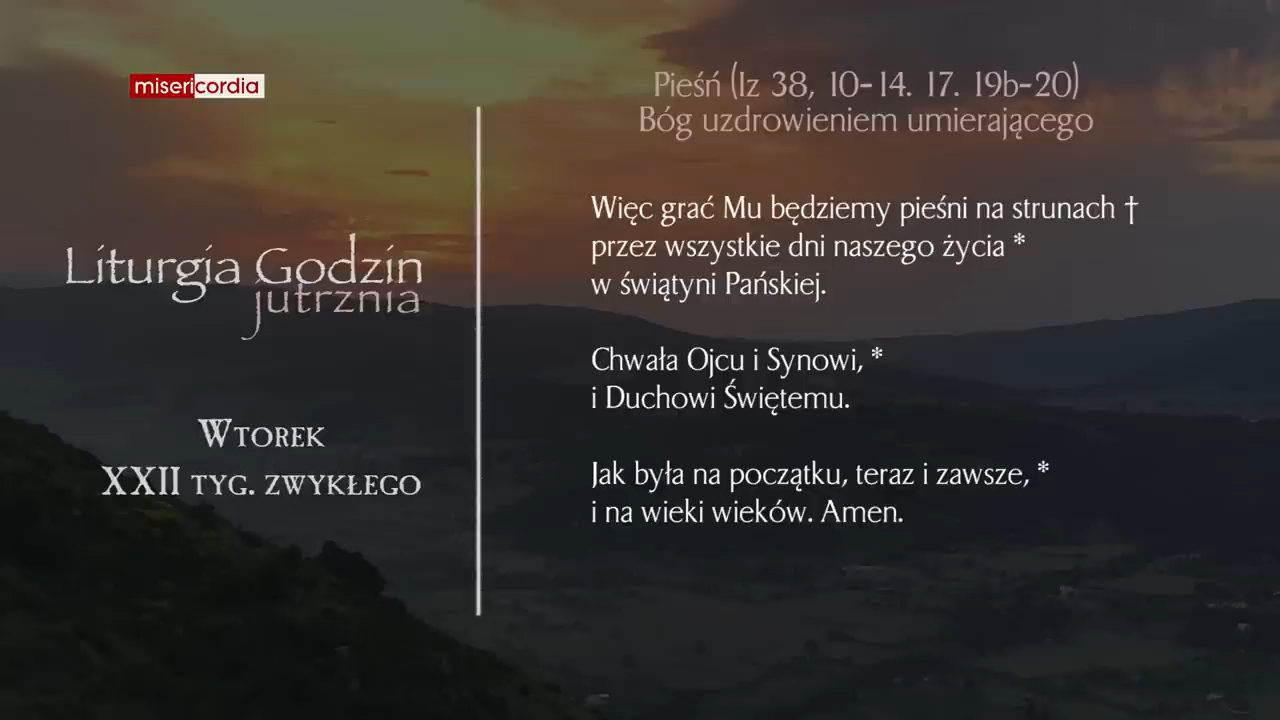 misericordia
Liturgia Godzin
jutrznia
Wtorek
XXII tyg. zwykłego
Pieśń (Iz 38, 10-14. 17. 19b-20)
Bóg uzdrowieniem umierającego
Więc grać Mu będziemy pieśni na strunach †
przez wszystkie dni naszego życia *
w świątyni Pańskiej.
Chwała Ojcu i Synowi, *
i Duchowi Świętemu.
Jak była na początku, teraz i zawsze, *
i na wieki wieków. Amen.